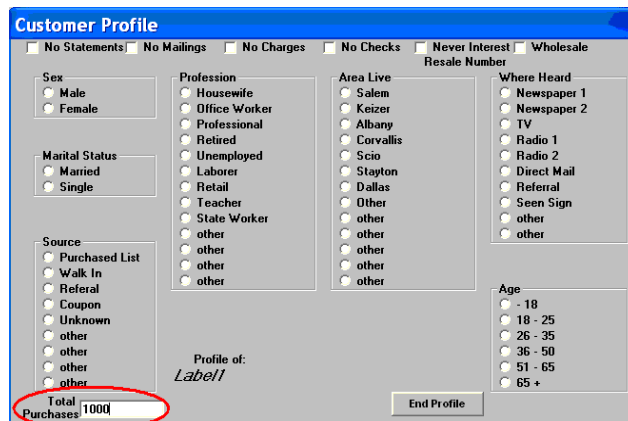 Customer Profile
No Statements No Mailings No Charges No Checks Never Interest Wholesale
Resale Number
Sex
Male
Female
Marital Status
Married
Single
Source
Purchased List
Walk In
Referal
Coupon
Unknown
other
other
other
other
Total Purchases 1000
Profession
Housewife
Office Worker
Professional
Retired
Unemployed
Laborer
Retail
Teacher
State Worker
other
other
other
other
Area Live
Salem
Keizer
Albany
Corvallis
Scio
Stayton
Dallas
Other
other
other
other
other
other
Where Heard
Newspaper 1
Newspaper 2
TV
Radio 1
Radio 2
Direct Mail
Referral
Seen Sign
other
other
Age
- 18
18 - 25
26 - 35
36 - 50
51 - 65
65 +
Profile of:
Label1
End Profile